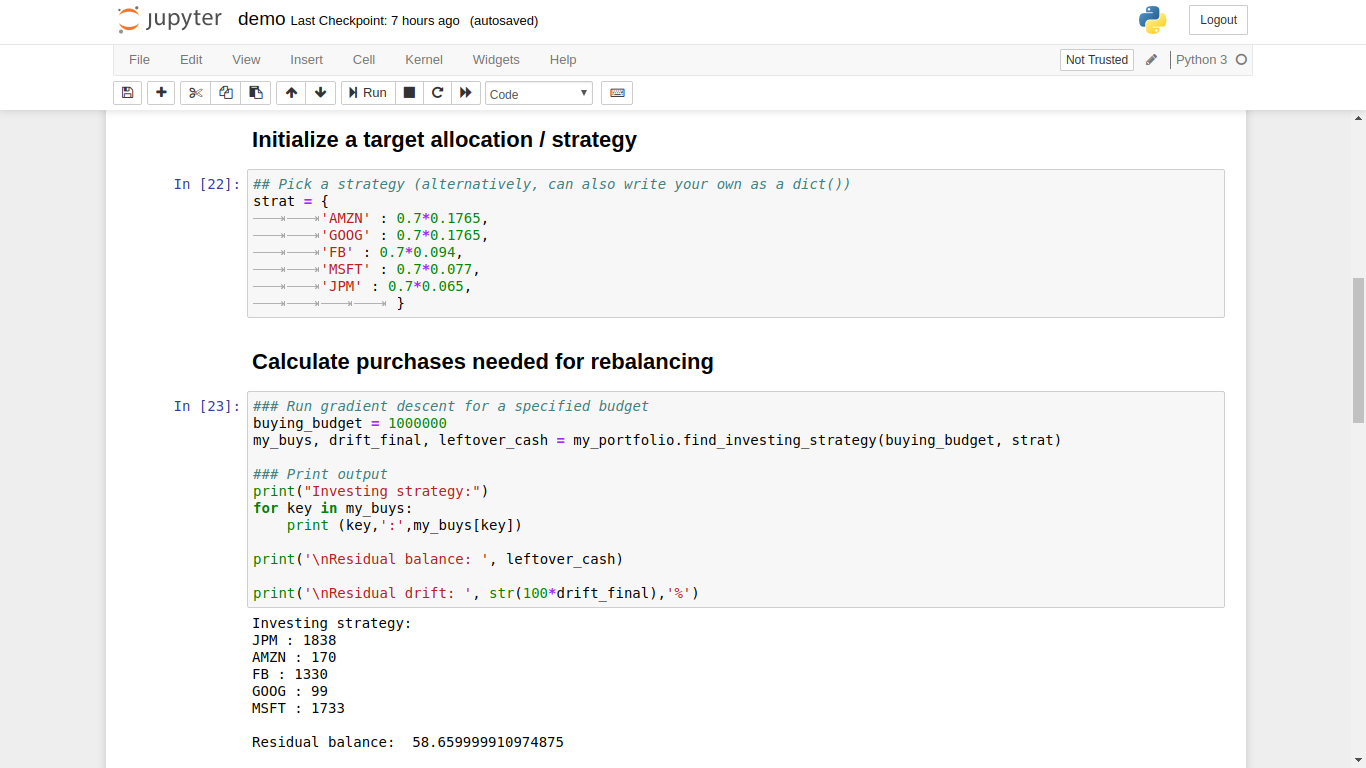 jupyter demo Last Checkpoint: 7 hours ago (autosaved)
Logout
File Edit View Insert Cell Kernel Widgets Help
Not Trusted
Python 3
Run
Code
Initialize a target allocation / strategy
In [22]: ## Pick a strategy (alternatively, can also write your own as a dict())
strat = {
'AMZN' : 0.7*0.1765,
'GOOG' : 0.7*0.1765,
'FB' : 0.7*0.094,
'MSFT' : 0.7*0.077,
'JPM' : 0.7*0.065,
}
Calculate purchases needed for rebalancing
In [23]: ### Run gradient descent for a specified budget
buying_budget = 1000000
my_buys, drift_final, leftover_cash = my_portfolio.find_investing_strategy(buying_budget, strat)
### Print output
print("Investing strategy:")
for key in my_buys:
    print (key,':',my_buys[key])
print('\nResidual balance: ', leftover_cash)
print('\nResidual drift: ', str(100*drift_final),'%')
Investing strategy:
JPM : 1838
AMZN : 170
FB : 1330
GOOG : 99
MSFT : 1733
Residual balance:  58.659999910974875